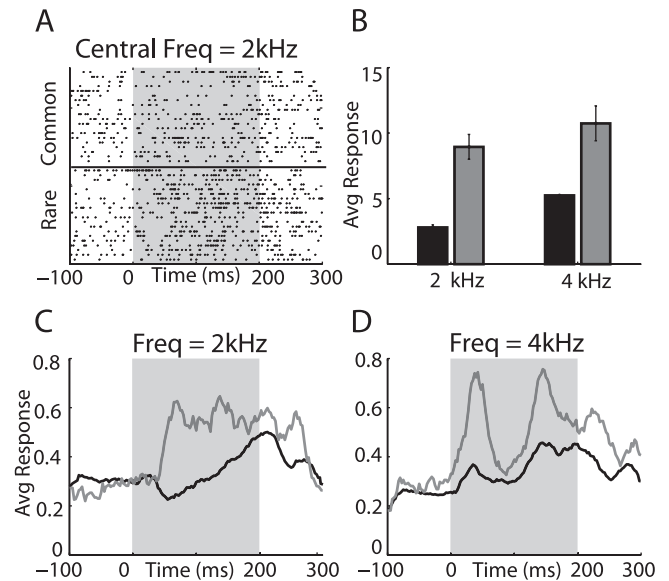 A
Central Freq = 2kHz
Common
Rare
−100 0 Time (ms) 200 300
B
Avg Response
15
10
5
0
2 kHz 4 kHz
C
Freq = 2kHz
Avg Response
0.8
0.6
0.4
0.2
0
−100 0 Time (ms) 200 300
D
Freq = 4kHz
0.8
0.6
0.4
0.2
0
−100 0 Time (ms) 200 300